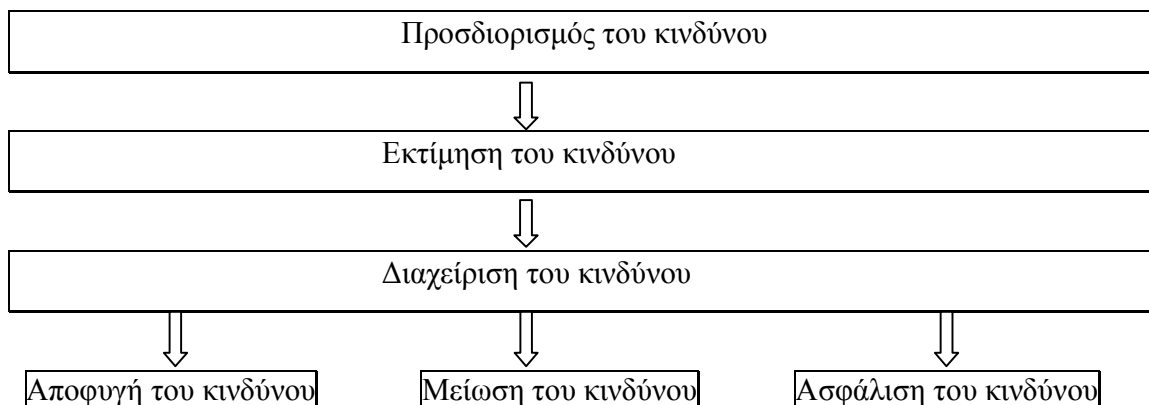 Προσδιορισμός του κινδύνου
Εκτίμηση του κινδύνου
Διαχείριση του κινδύνου
Αποφυγή του κινδύνου
Μείωση του κινδύνου
Ασφάλιση του κινδύνου